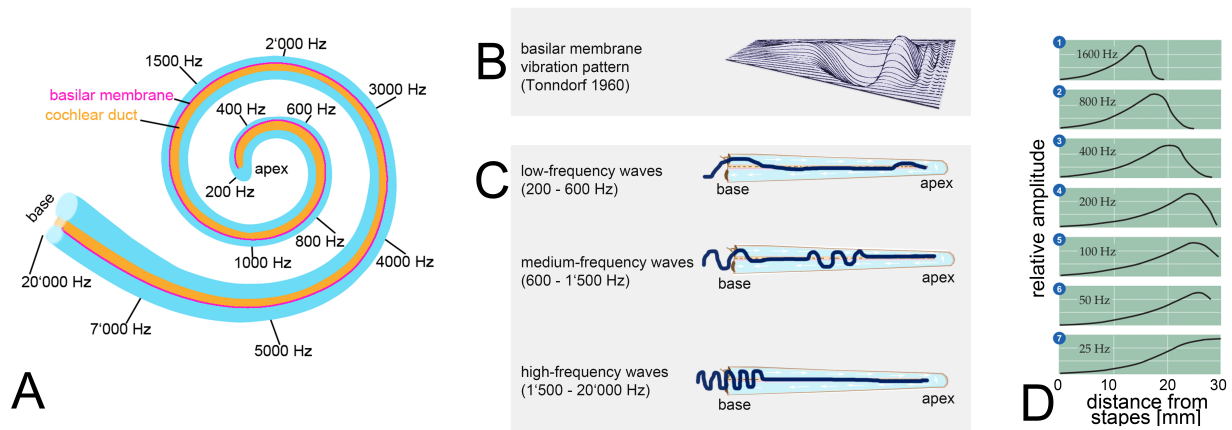 2'000 Hz
1500 Hz
3000 Hz
basilar membrane
cochlear duct
400 Hz
600 Hz
apex
200 Hz
base
800 Hz
1000 Hz
4000 Hz
20'000 Hz
7'000 Hz
5000 Hz
A
B
basilar membrane
vibration pattern
(Tonndorf 1960)
C
low-frequency waves
(200 - 600 Hz)
base
apex
medium-frequency waves
(600 - 1'500 Hz)
base
apex
high-frequency waves
(1'500 - 20'000 Hz)
base
apex
D
relative amplitude
1
1600 Hz
2
800 Hz
3
400 Hz
4
200 Hz
5
100 Hz
6
50 Hz
7
25 Hz
0 10 20 30
distance from
stapes [mm]